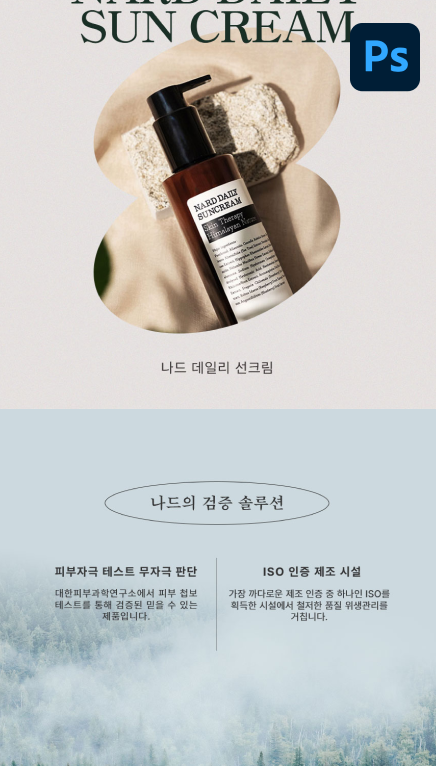 NARD DAILY
SUN CREAM
Ps
NARD DAILY
SUNCREAM
Skin Therapy
Himalayan Nature
나드 데일리 선크림
나드의 검증 솔루션
피부자극 테스트 무자극 판단
대한피부과학연구소에서 피부 첩보
테스트를 통해 검증된 믿을 수 있는
제품입니다.
ISO 인증 제조 시설
가장 까다로운 제조 인증 중 하나인 ISO를
획득한 시설에서 철저한 품질 위생관리를
거칩니다.